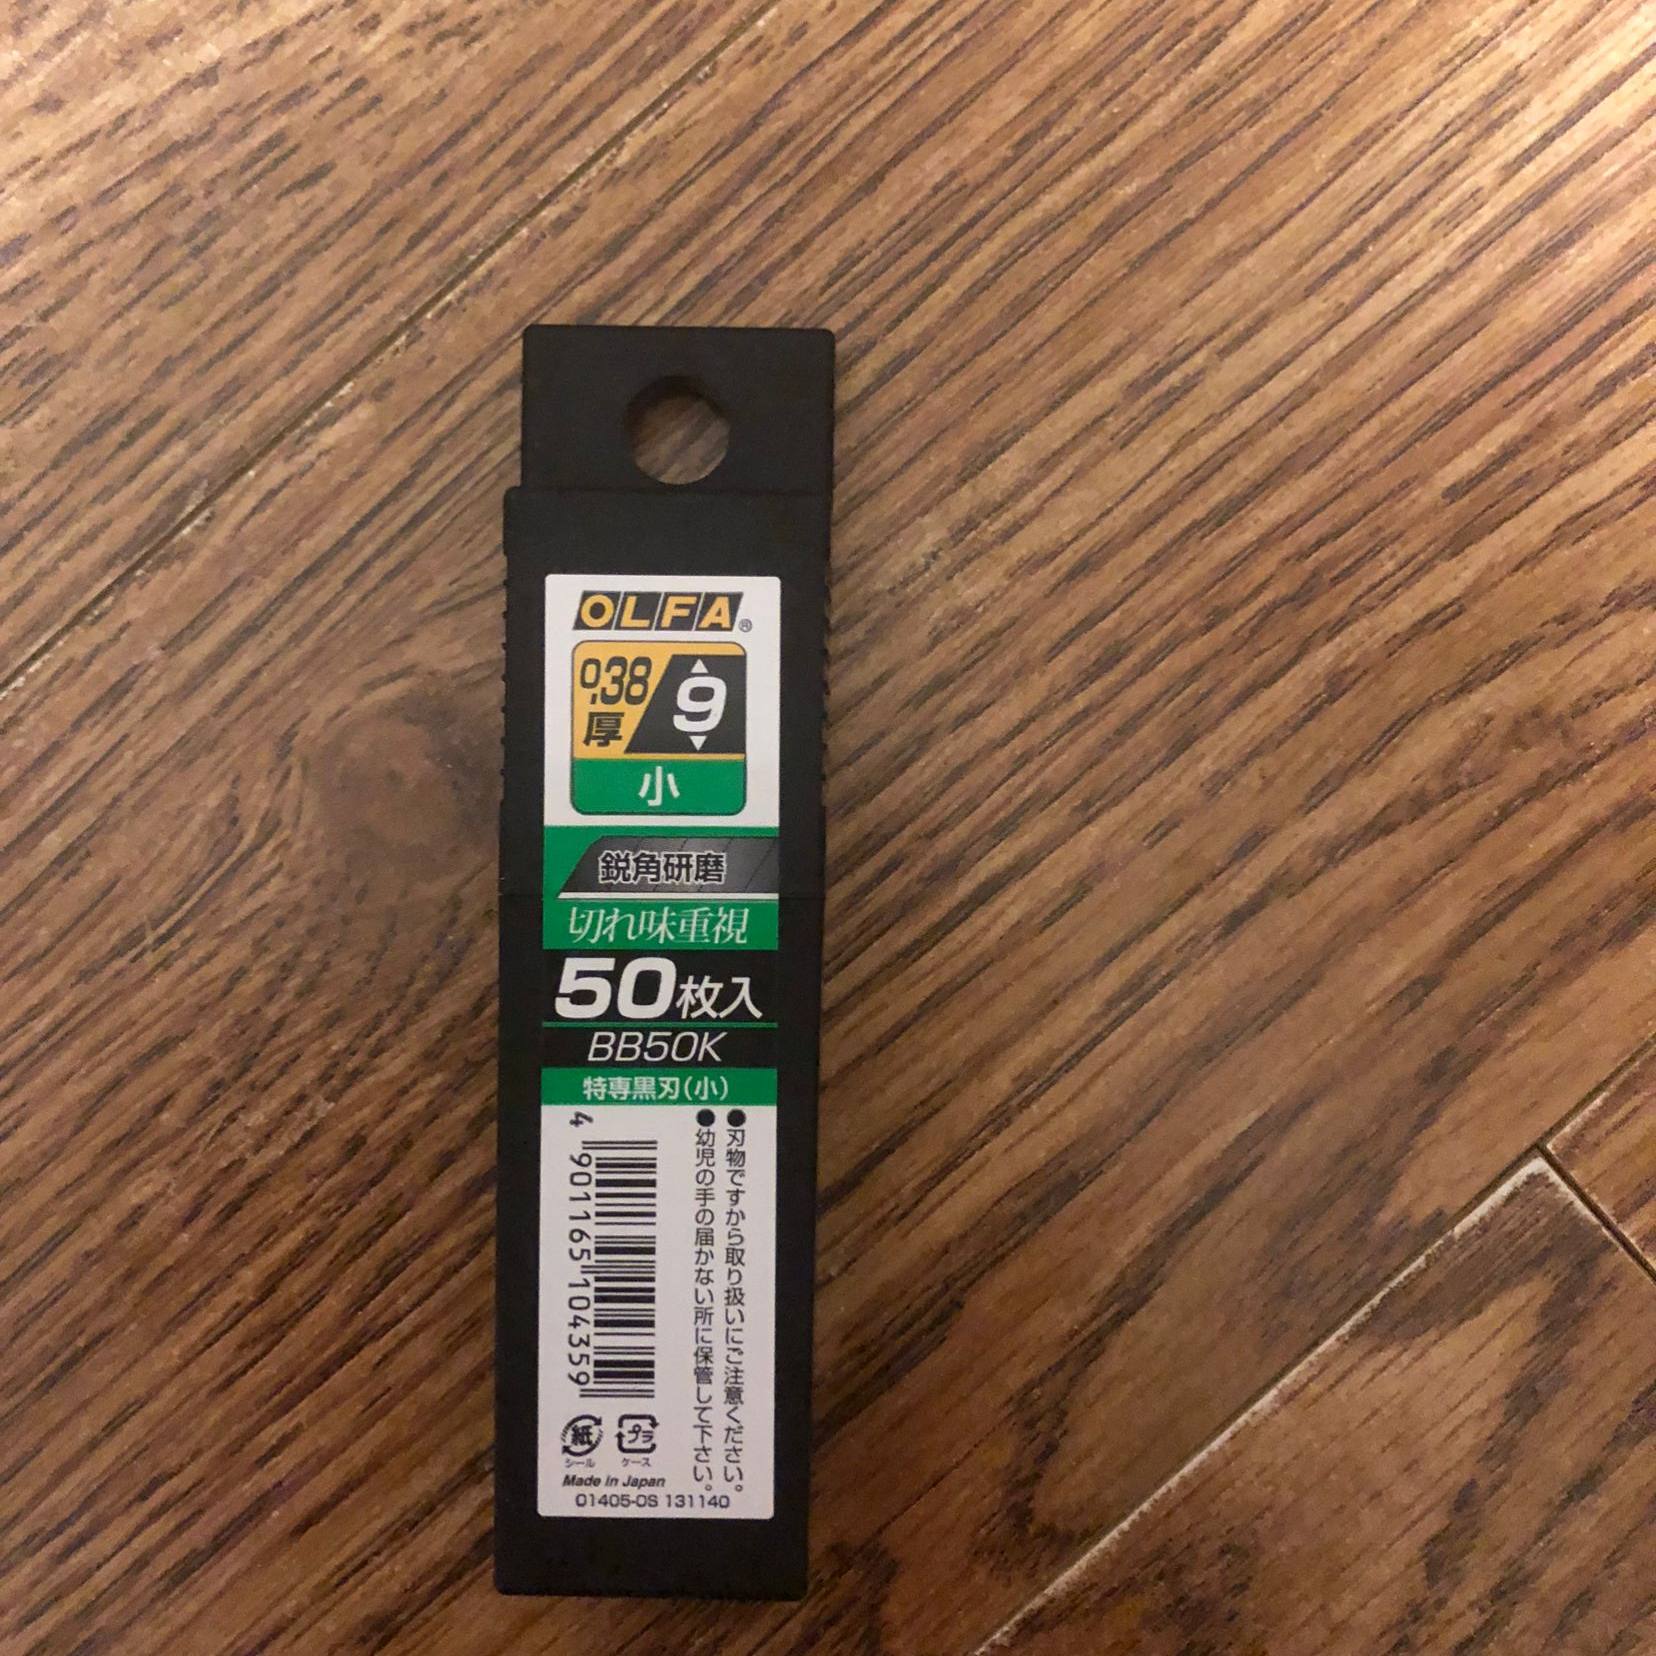 OLFA®
0.38
厚
9
小
鋭角研磨
切れ味重視
50枚入
BB50K
特専黒刃(小)
●刃物ですから取り扱いにご注意ください。
●幼児の手の届かない所に保管して下さい。
4 901165 104359
紙
シール
プラ
ケース
Made in Japan
01405-0S 131140